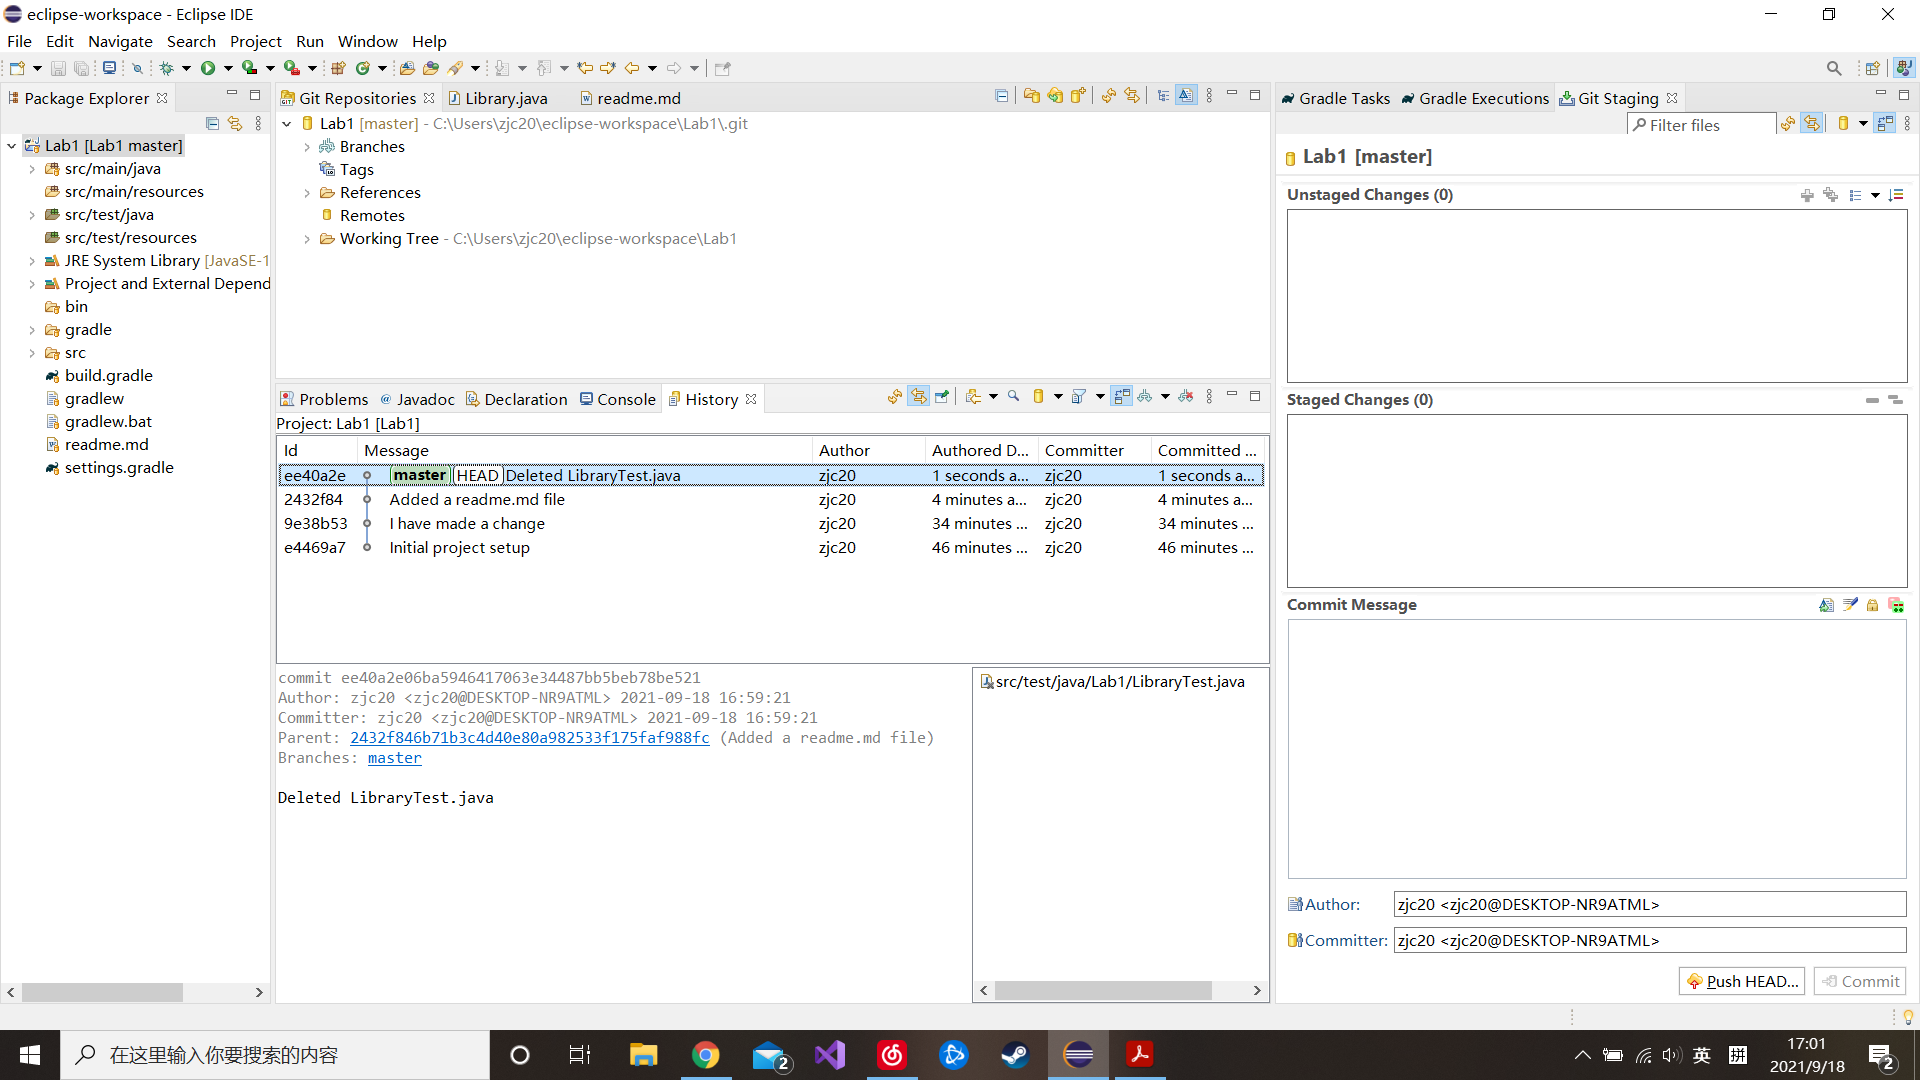 eclipse-workspace - Eclipse IDE
File Edit Navigate Search Project Run Window Help
Package Explorer
Lab1 [Lab1 master]
src/main/java
src/main/resources
src/test/java
src/test/resources
JRE System Library [JavaSE-1
Project and External Depend
bin
gradle
src
build.gradle
gradlew
gradlew.bat
readme.md
settings.gradle
Git Repositories Library.java readme.md
Lab1 [master] - C:\Users\zjc20\eclipse-workspace\Lab1\.git
Branches
Tags
References
Remotes
Working Tree - C:\Users\zjc20\eclipse-workspace\Lab1
Problems Javadoc Declaration Console History
Project: Lab1 [Lab1]
Id Message Author Authored D... Committer Committed ...
ee40a2e master HEAD Deleted LibraryTest.java zjc20 1 seconds a... zjc20 1 seconds a...
2432f84 Added a readme.md file zjc20 4 minutes a... zjc20 4 minutes a...
9e38b53 I have made a change zjc20 34 minutes ... zjc20 34 minutes ...
e4469a7 Initial project setup zjc20 46 minutes ... zjc20 46 minutes ...
commit ee40a2e06ba5946417063e34487bb5beb78be521
Author: zjc20 <zjc20@DESKTOP-NR9ATML> 2021-09-18 16:59:21
Committer: zjc20 <zjc20@DESKTOP-NR9ATML> 2021-09-18 16:59:21
Parent: 2432f846b71b3c4d40e80a982533f175faf988fc (Added a readme.md file)
Branches: master
Deleted LibraryTest.java
src/test/java/Lab1/LibraryTest.java
Gradle Tasks Gradle Executions Git Staging
Filter files
Lab1 [master]
Unstaged Changes (0)
Staged Changes (0)
Commit Message
Author: zjc20 <zjc20@DESKTOP-NR9ATML>
Committer: zjc20 <zjc20@DESKTOP-NR9ATML>
Push HEAD... Commit
在这里输入你要搜索的内容
2
英 拼
17:01
2021/9/18
2